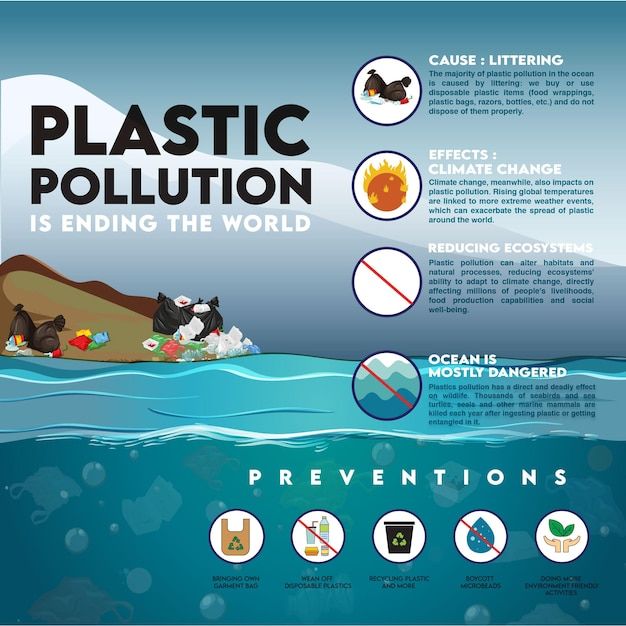 PLASTIC
POLLUTION
IS ENDING THE WORLD
CAUSE : LITTERING
The majority of plastic pollution in the ocean
is caused by littering: we buy or use
disposable plastic items (food wrappings,
plastic bags, razors, bottles, etc.) and do not
dispose of them properly.
EFFECTS :
CLIMATE CHANGE
Climate change, meanwhile, also impacts on
plastic pollution. Rising global temperatures
are linked to more extreme weather events,
which can exacerbate the spread of plastic
around the world.
REDUCING ECOSYSTEMS
Plastic pollution can alter habitats and
natural processes, reducing ecosystems'
ability to adapt to climate change, directly
affecting millions of people's livelihoods,
food production capabilities and social
well-being.
OCEAN IS
MOSTLY DANGERED
Plastics pollution has a direct and deadly effect
on wildlife. Thousands of seabirds and sea
turtles, seals and other marine mammals are
killed each year after ingesting plastic or getting
entangled in it.
PREVENTIONS
BRINGING OWN
GARMENT BAG
WEAN OFF
DISPOSABLE PLASTICS
RECYCLING PLASTIC
AND MORE
BOYCOTT
MICROBEADS
DOING MORE
ENVIRONMENT FRIENDLY
ACTIVITIES